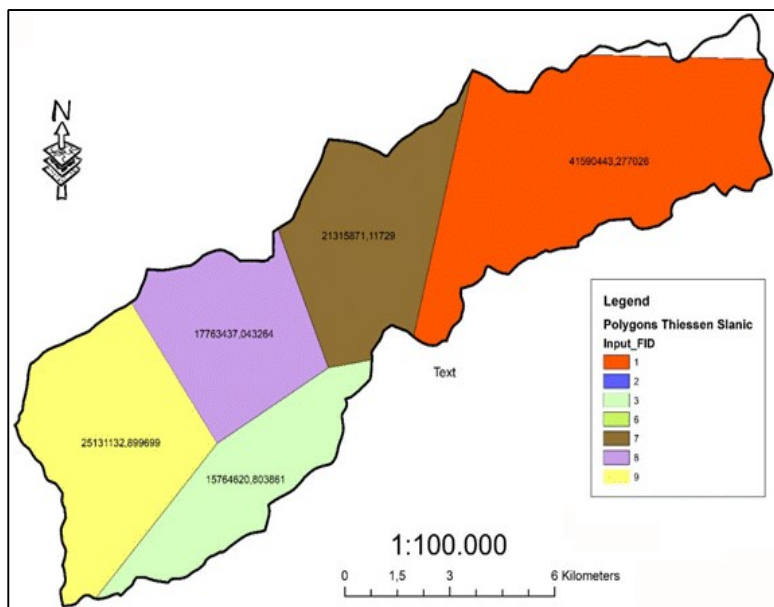 N
41590443,277026
21315871,11729
17763437,043264
25131132,899699
15764620,803861
Text
Legend
Polygons Thiessen Slanic
Input_FID
1
2
3
6
7
8
9
1:100.000
0 1,5 3 6 Kilometers